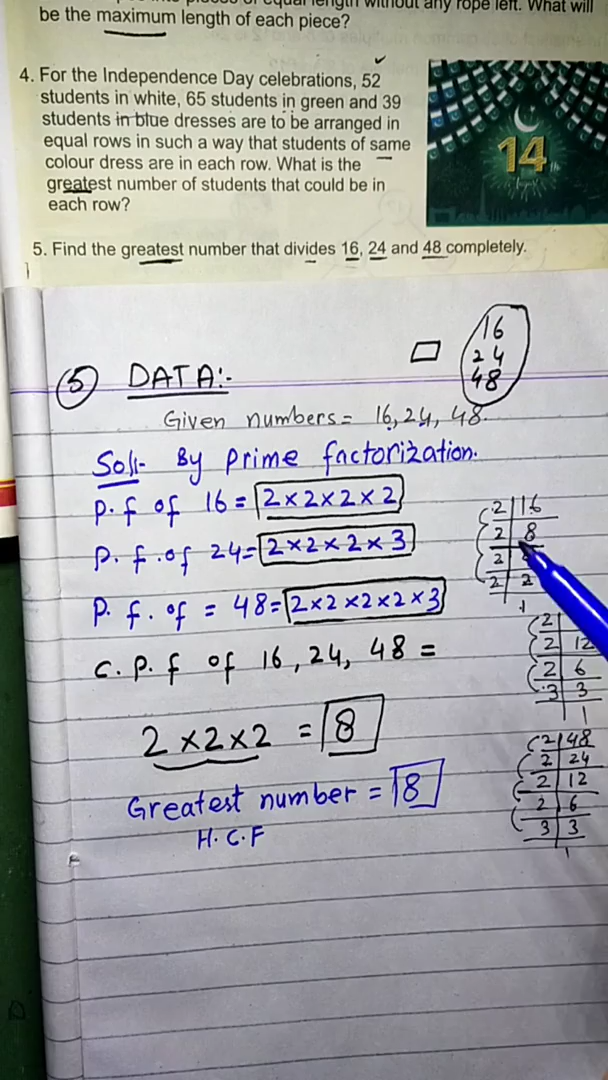 be the maximum length of each piece?
4. For the Independence Day celebrations, 52
students in white, 65 students in green and 39
students in blue dresses are to be arranged in
equal rows in such a way that students of same
colour dress are in each row. What is the
greatest number of students that could be in
each row?
14
5. Find the greatest number that divides 16, 24 and 48 completely.
16
24
48
5 DATA:-
Given numbers = 16, 24, 48.
Sol:- By prime factorization.
P.f of 16 = 2×2×2×2
P.f.of 24= 2×2×2×3
P.f.of = 48= 2×2×2×2×3
C.P.f of 16, 24, 48 =
2×2×2 = 8
Greatest number = 8
H.C.F
2 16
2 8
2
2 2
1
2
2 12
2 6
3 3
1
2 48
2 24
2 12
2 6
3 3
1